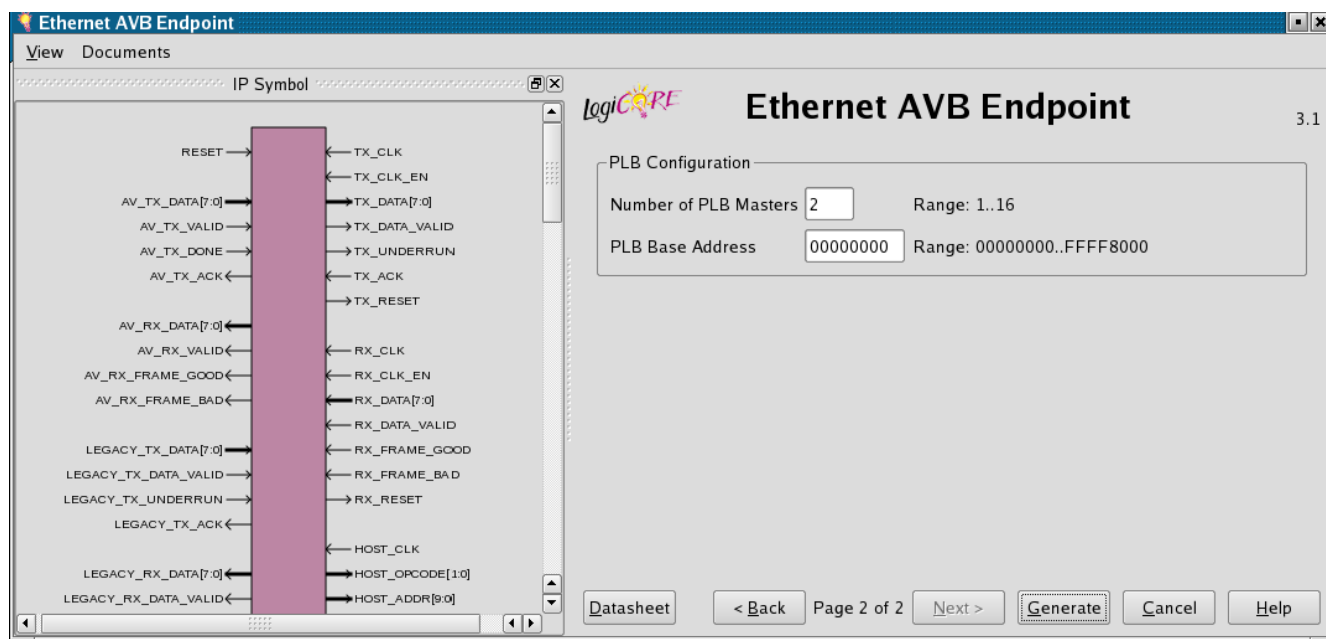 Ethernet AVB Endpoint
View Documents
IP Symbol
RESET
AV_TX_DATA[7:0]
AV_TX_VALID
AV_TX_DONE
AV_TX_ACK
AV_RX_DATA[7:0]
AV_RX_VALID
AV_RX_FRAME_GOOD
AV_RX_FRAME_BAD
LEGACY_TX_DATA[7:0]
LEGACY_TX_DATA_VALID
LEGACY_TX_UNDERRUN
LEGACY_TX_ACK
LEGACY_RX_DATA[7:0]
LEGACY_RX_DATA_VALID
TX_CLK
TX_CLK_EN
TX_DATA[7:0]
TX_DATA_VALID
TX_UNDERRUN
TX_ACK
TX_RESET
RX_CLK
RX_CLK_EN
RX_DATA[7:0]
RX_DATA_VALID
RX_FRAME_GOOD
RX_FRAME_BAD
RX_RESET
HOST_CLK
HOST_OPCODE[1:0]
HOST_ADDR[9:0]
LogiCORE
Ethernet AVB Endpoint
3.1
PLB Configuration
Number of PLB Masters 2 Range: 1..16
PLB Base Address 00000000 Range: 00000000..FFFF8000
Datasheet < Back Page 2 of 2 Next > Generate Cancel Help